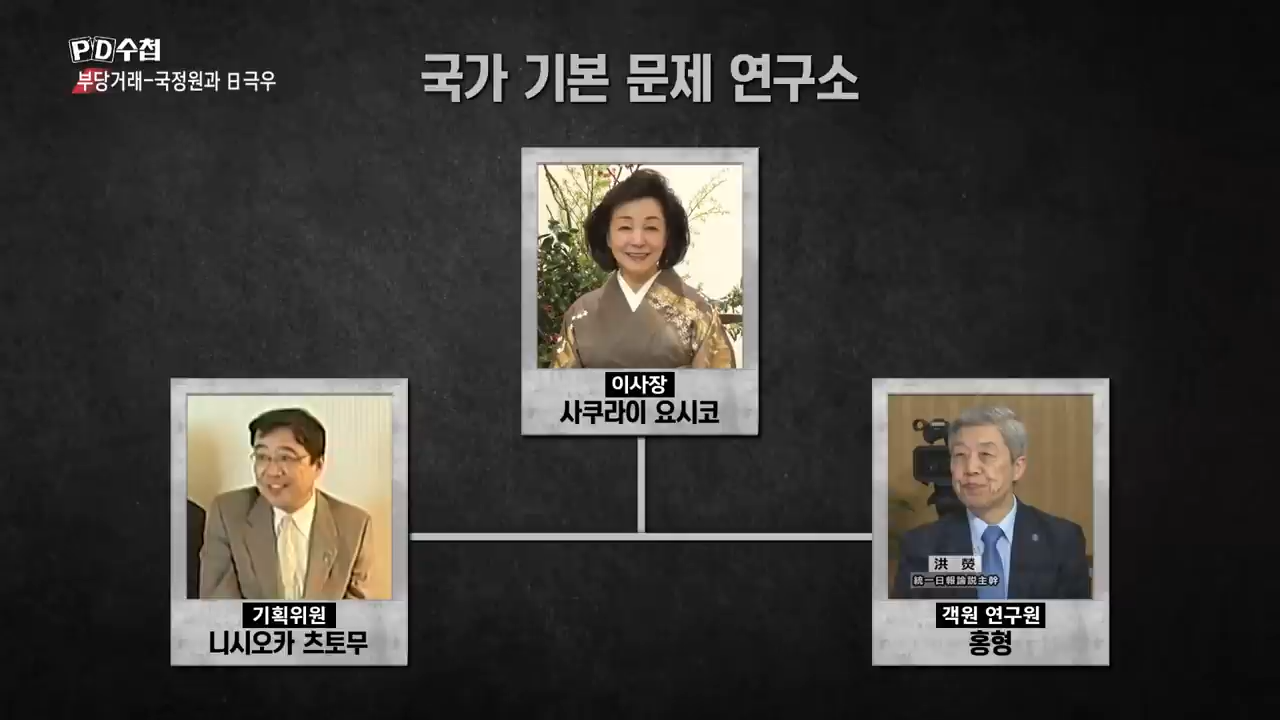 PD수첩
부당거래-국정원과 日극우
국가 기본 문제 연구소
이사장
사쿠라이 요시코
기획위원
니시오카 츠토무
洪 熒
統一日報論説主幹
객원 연구원
홍형